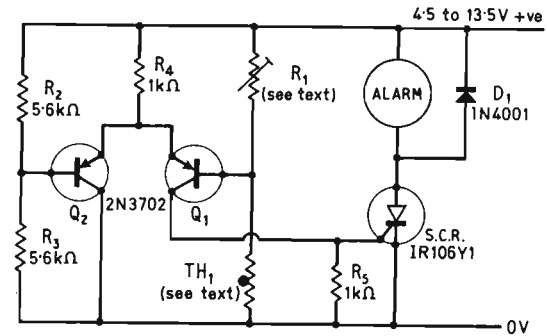 4·5 to 13·5V +ve
R4
1kΩ
R2
5·6kΩ
R1
(see text)
ALARM
D1
1N4001
Q2
2N3702
Q1
S.C.R.
IR106Y1
R3
5·6kΩ
TH1
(see text)
R5
1kΩ
0V